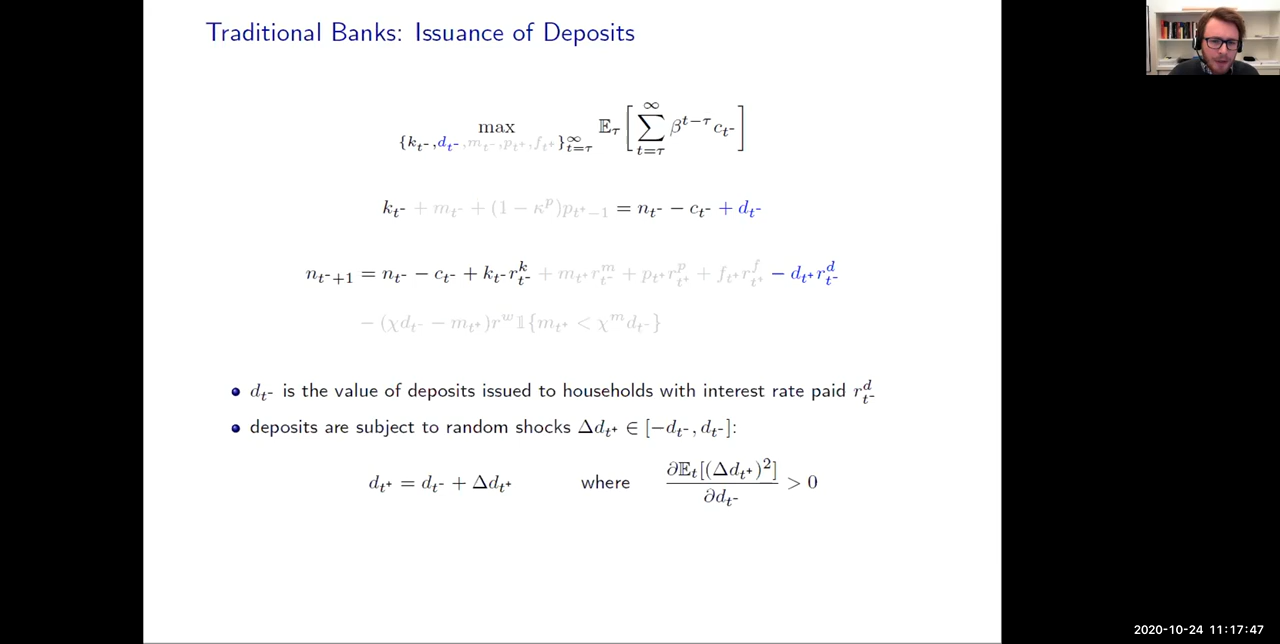 Traditional Banks: Issuance of Deposits
max_{\{k_{t^-}, d_{t^-}, m_{t^-}, p_{t^+}, f_{t^+}\}_{t=τ}^∞} 𝔼_τ [ ∑_{t=τ}^∞ β^{t−τ} c_{t^-} ]
k_{t^-} + m_{t^-} + (1 − κ^p)p_{t^+−1} = n_{t^-} − c_{t^-} + d_{t^-}
n_{t^-+1} = n_{t^-} − c_{t^-} + k_{t^-} r^k_{t^-} + m_{t^+} r^m_{t^-} + p_{t^+} r^p_{t^+} + f_{t^+} r^f_{t^+} − d_{t^+} r^d_{t^-}
− (χd_{t^-} − m_{t^+})r^w 𝟙{m_{t^+} < χ^m d_{t^-}}
• d_{t^-} is the value of deposits issued to households with interest rate paid r^d_{t^-}
• deposits are subject to random shocks Δd_{t^+} ∈ [−d_{t^-}, d_{t^-}]:
d_{t^+} = d_{t^-} + Δd_{t^+} where ∂𝔼_t[(Δd_{t^+})^2] / ∂d_{t^-} > 0
2020-10-24 11:17:47